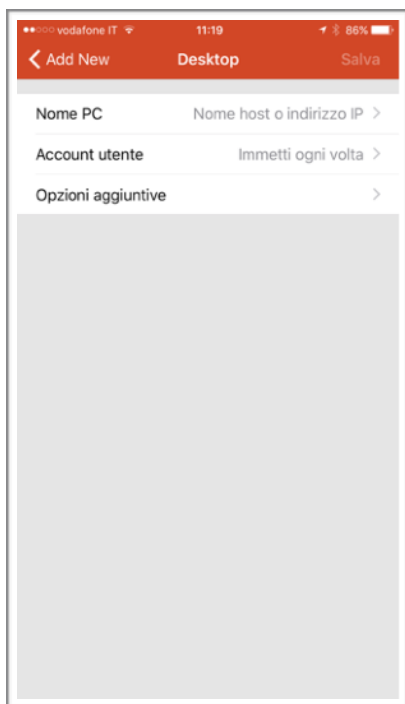 vodafone IT 11:19 86%
Add New Desktop Salva
Nome PC Nome host o indirizzo IP
Account utente Immetti ogni volta
Opzioni aggiuntive